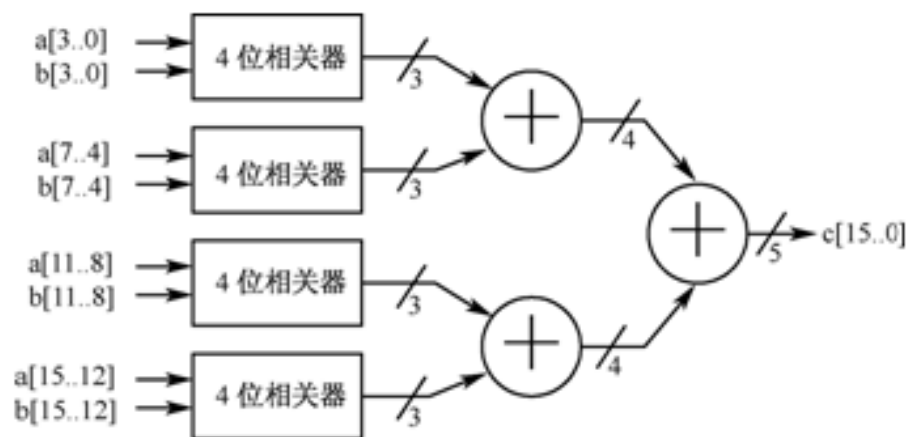 a[3..0]
b[3..0]
4 位相关器
3
a[7..4]
b[7..4]
4 位相关器
3
4
c[15..0]
5
a[11..8]
b[11..8]
4 位相关器
3
4
a[15..12]
b[15..12]
4 位相关器
3